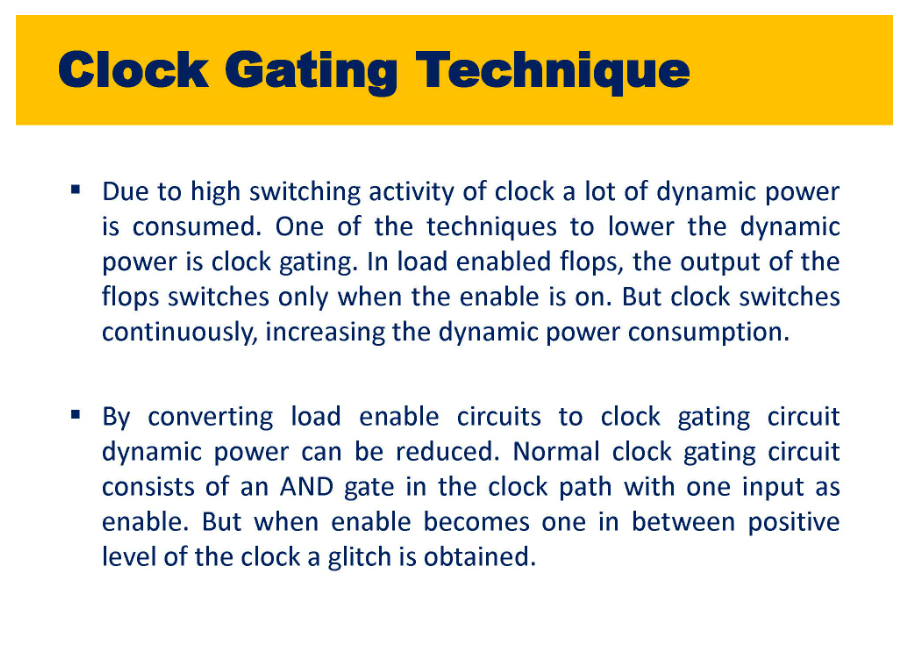 Clock Gating Technique
▪ Due to high switching activity of clock a lot of dynamic power
is consumed. One of the techniques to lower the dynamic
power is clock gating. In load enabled flops, the output of the
flops switches only when the enable is on. But clock switches
continuously, increasing the dynamic power consumption.
▪ By converting load enable circuits to clock gating circuit
dynamic power can be reduced. Normal clock gating circuit
consists of an AND gate in the clock path with one input as
enable. But when enable becomes one in between positive
level of the clock a glitch is obtained.